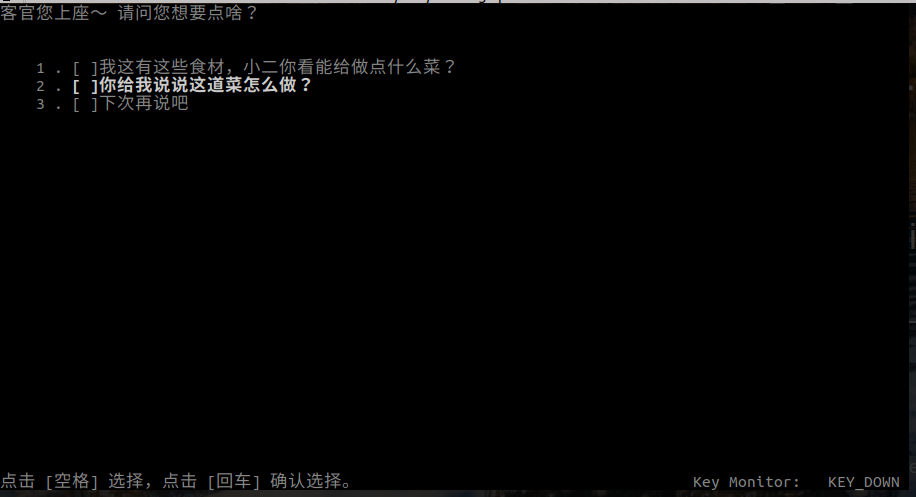 客官您上座～ 请问您想要点啥？
1 . [ ]我这有这些食材，小二你看能给做点什么菜？
2 . [ ]你给我说说这道菜怎么做？
3 . [ ]下次再说吧
点击 [空格] 选择，点击 [回车] 确认选择。
Key Monitor: KEY_DOWN